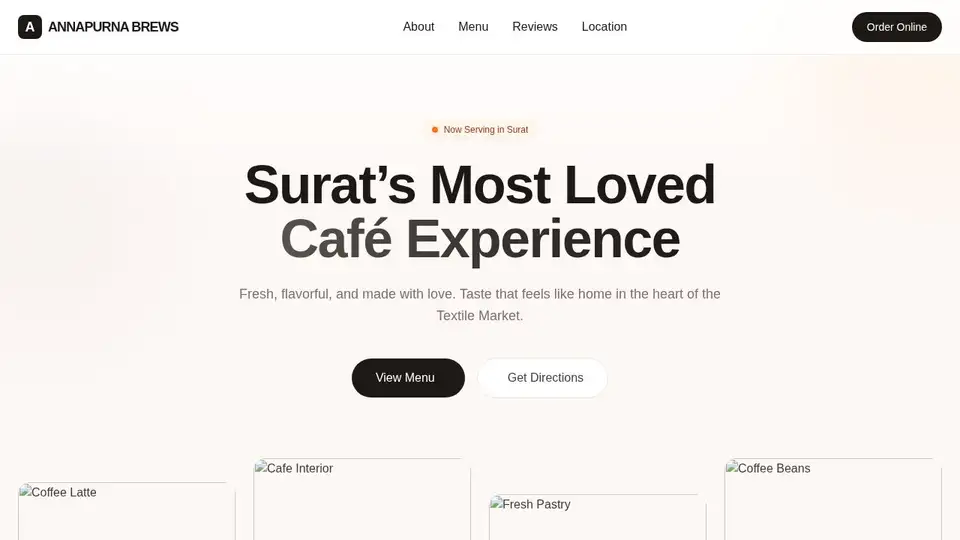 A ANNAPURNA BREWS
About Menu Reviews Location
Order Online
Now Serving in Surat
Surat’s Most Loved
Café Experience
Fresh, flavorful, and made with love. Taste that feels like home in the heart of the
Textile Market.
View Menu
Get Directions
Coffee Latte
Cafe Interior
Fresh Pastry
Coffee Beans